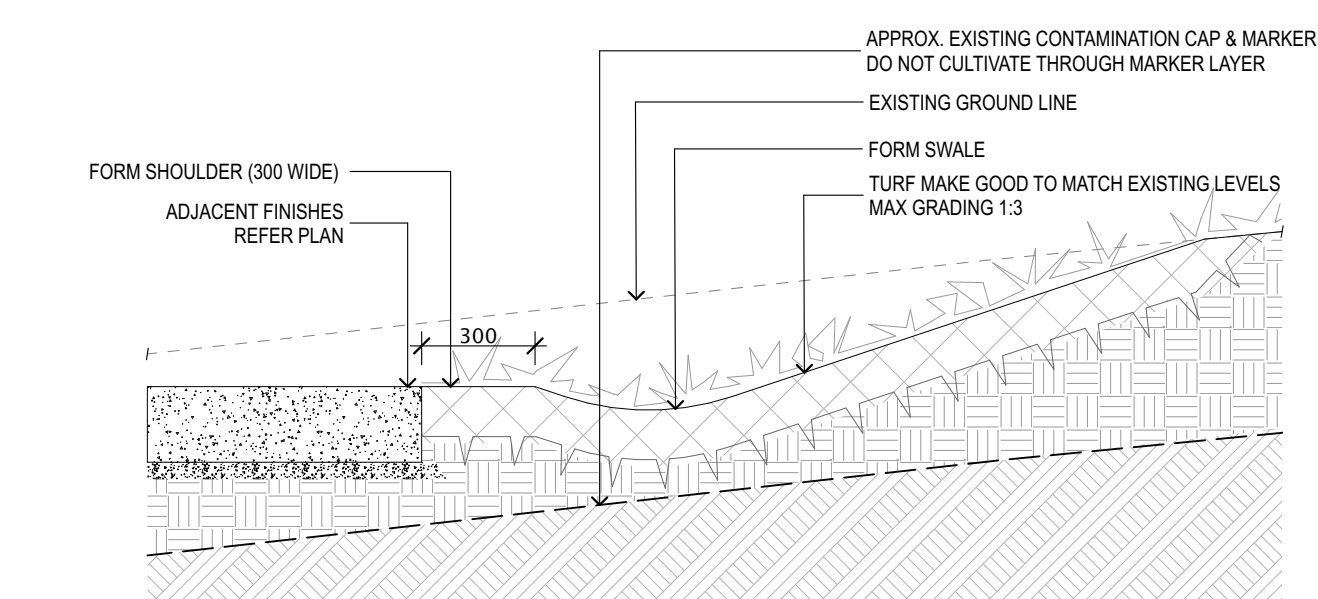 APPROX. EXISTING CONTAMINATION CAP & MARKER
DO NOT CULTIVATE THROUGH MARKER LAYER
EXISTING GROUND LINE
FORM SWALE
TURF MAKE GOOD TO MATCH EXISTING LEVELS
MAX GRADING 1:3
FORM SHOULDER (300 WIDE)
ADJACENT FINISHES
REFER PLAN
300